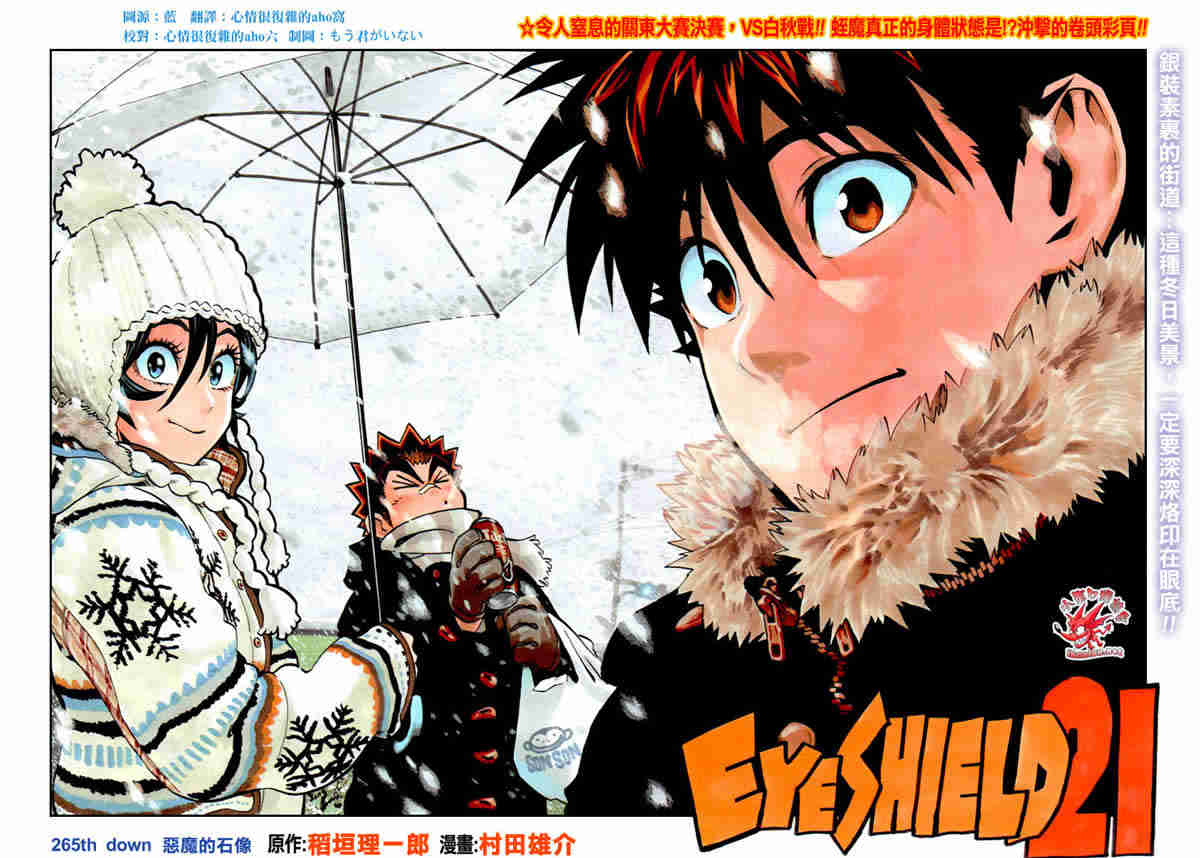 圖源：藍 翻譯：心情很復雜的aho窩
校對：心情很復雜的aho六 制圖：もう君がいない
☆令人窒息的關東大賽決賽，VS白秋戰!! 蛭魔真正的身體狀態是!?沖擊的卷頭彩頁!!
銀裝素裹的街道…這種冬日美景、一定要深深烙印在眼底!!
SON SON
EYESHIELD 21
265th down 惡魔的石像 原作:稻垣理一郎 漫畫:村田雄介